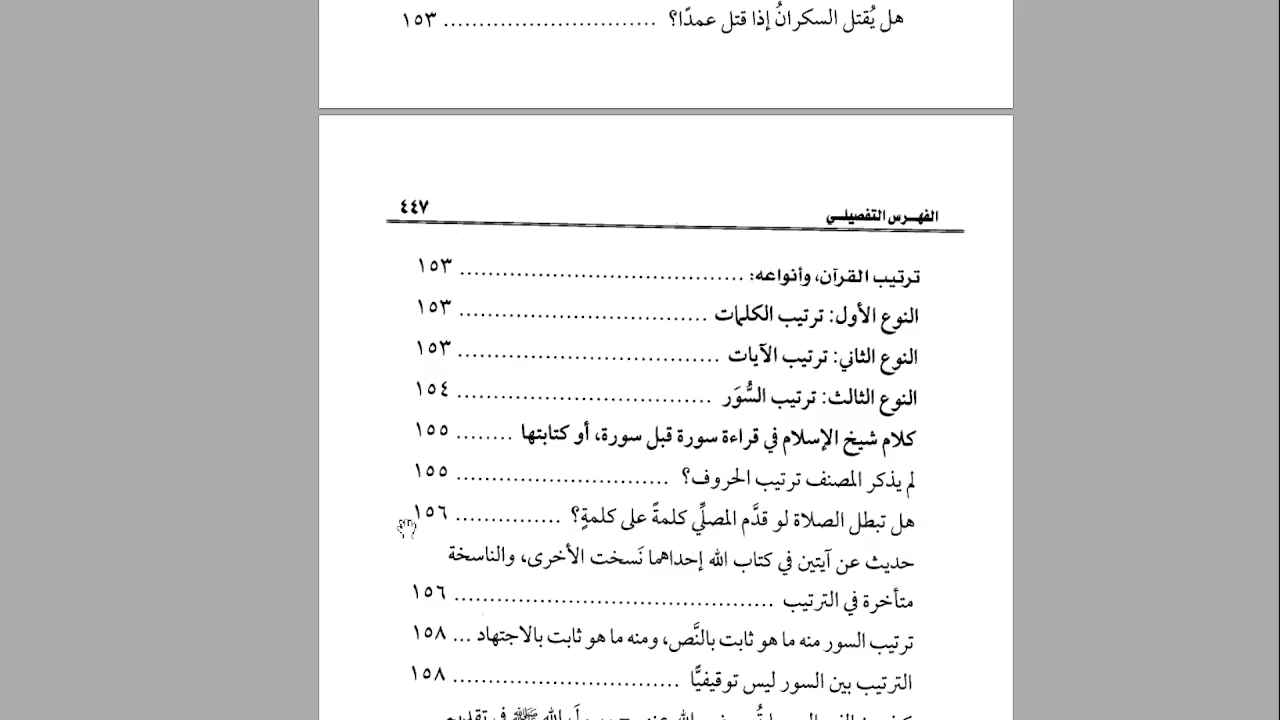 هل يُقتل السكرانُ إذا قتل عمدًا؟ ............................. ١٥٣
الفهـرس التفصيلـي ٤٤٧
ترتيب القرآن، وأنواعه: ........................................ ١٥٣
النوع الأول: ترتيب الكلمات ................................... ١٥٣
النوع الثاني: ترتيب الآيات ..................................... ١٥٣
النوع الثالث: ترتيب السُّوَر .................................... ١٥٤
كلام شيخ الإسلام في قراءة سورة قبل سورة، أو كتابتها ........ ١٥٥
لم يذكر المصنف ترتيب الحروف؟ .............................. ١٥٥
هل تبطل الصلاة لو قدَّم المصلِّي كلمةً على كلمةٍ؟ ............... ١٥٦
حديث عن آيتين في كتاب الله إحداهما نَسخت الأخرى، والناسخة
متأخرة في الترتيب ............................................. ١٥٦
ترتيب السور منه ما هو ثابت بالنَّص، ومنه ما هو ثابت بالاجتهاد ... ١٥٨
الترتيب بين السور ليس توقيفيًّا ................................ ١٥٨